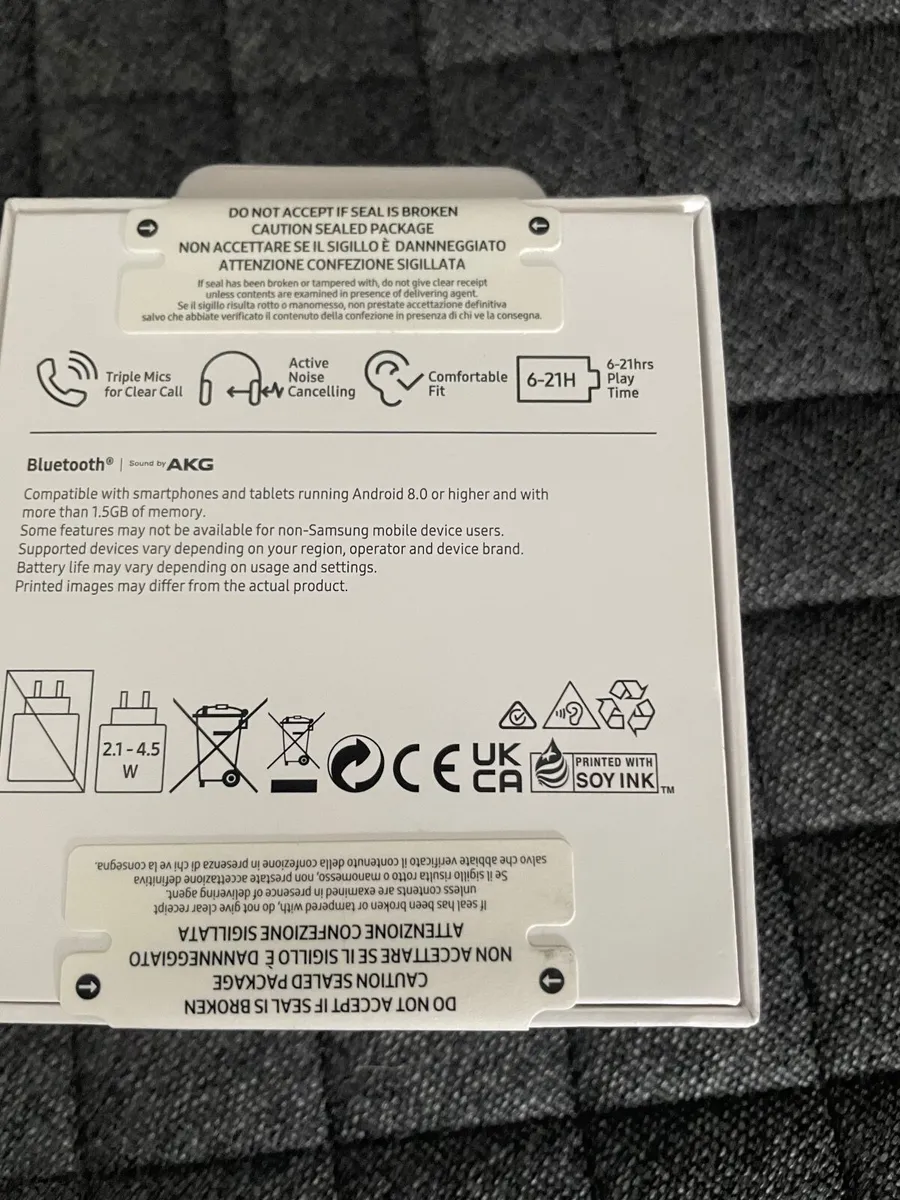 DO NOT ACCEPT IF SEAL IS BROKEN
CAUTION SEALED PACKAGE
NON ACCETTARE SE IL SIGILLO È DANNNEGGIATO
ATTENZIONE CONFEZIONE SIGILLATA
If seal has been broken or tampered with, do not give clear receipt
unless contents are examined in presence of delivering agent.
Se il sigillo risulta rotto o manomesso, non prestate accettazione definitiva
salvo che abbiate verificato il contenuto della confezione in presenza di chi ve la consegna.
Triple Mics
for Clear Call
Active
Noise
Cancelling
Comfortable
Fit
6-21H
6-21hrs
Play
Time
Bluetooth® | Sound by AKG
Compatible with smartphones and tablets running Android 8.0 or higher and with
more than 1.5GB of memory.
Some features may not be available for non-Samsung mobile device users.
Supported devices vary depending on your region, operator and device brand.
Battery life may vary depending on usage and settings.
Printed images may differ from the actual product.
2.1 - 4.5
W
CE
UK
CA
PRINTED WITH
SOY INK™
DO NOT ACCEPT IF SEAL IS BROKEN
CAUTION SEALED PACKAGE
NON ACCETTARE SE IL SIGILLO È DANNNEGGIATO
ATTENZIONE CONFEZIONE SIGILLATA
If seal has been broken or tampered with, do not give clear receipt
unless contents are examined in presence of delivering agent.
Se il sigillo risulta rotto o manomesso, non prestate accettazione definitiva
salvo che abbiate verificato il contenuto della confezione in presenza di chi ve la consegna.